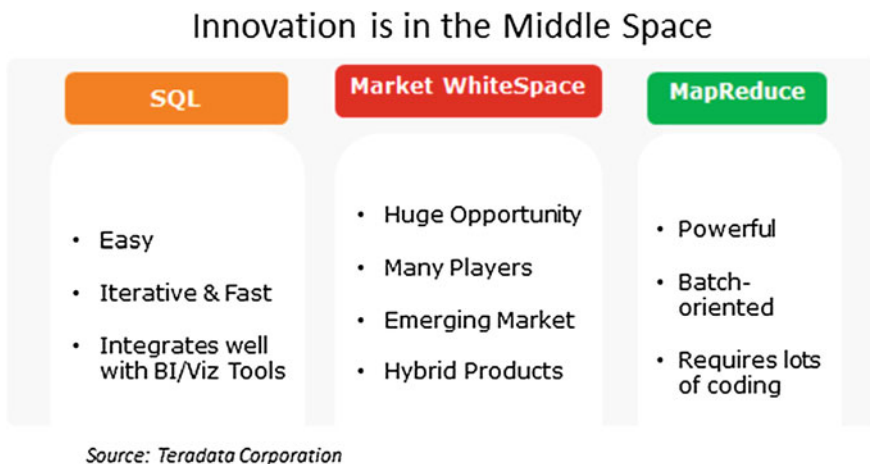 Innovation is in the Middle Space
SQL
• Easy
• Iterative & Fast
• Integrates well
with BI/Viz Tools
Market WhiteSpace
• Huge Opportunity
• Many Players
• Emerging Market
• Hybrid Products
MapReduce
• Powerful
• Batch-
oriented
• Requires lots
of coding
Source: Teradata Corporation